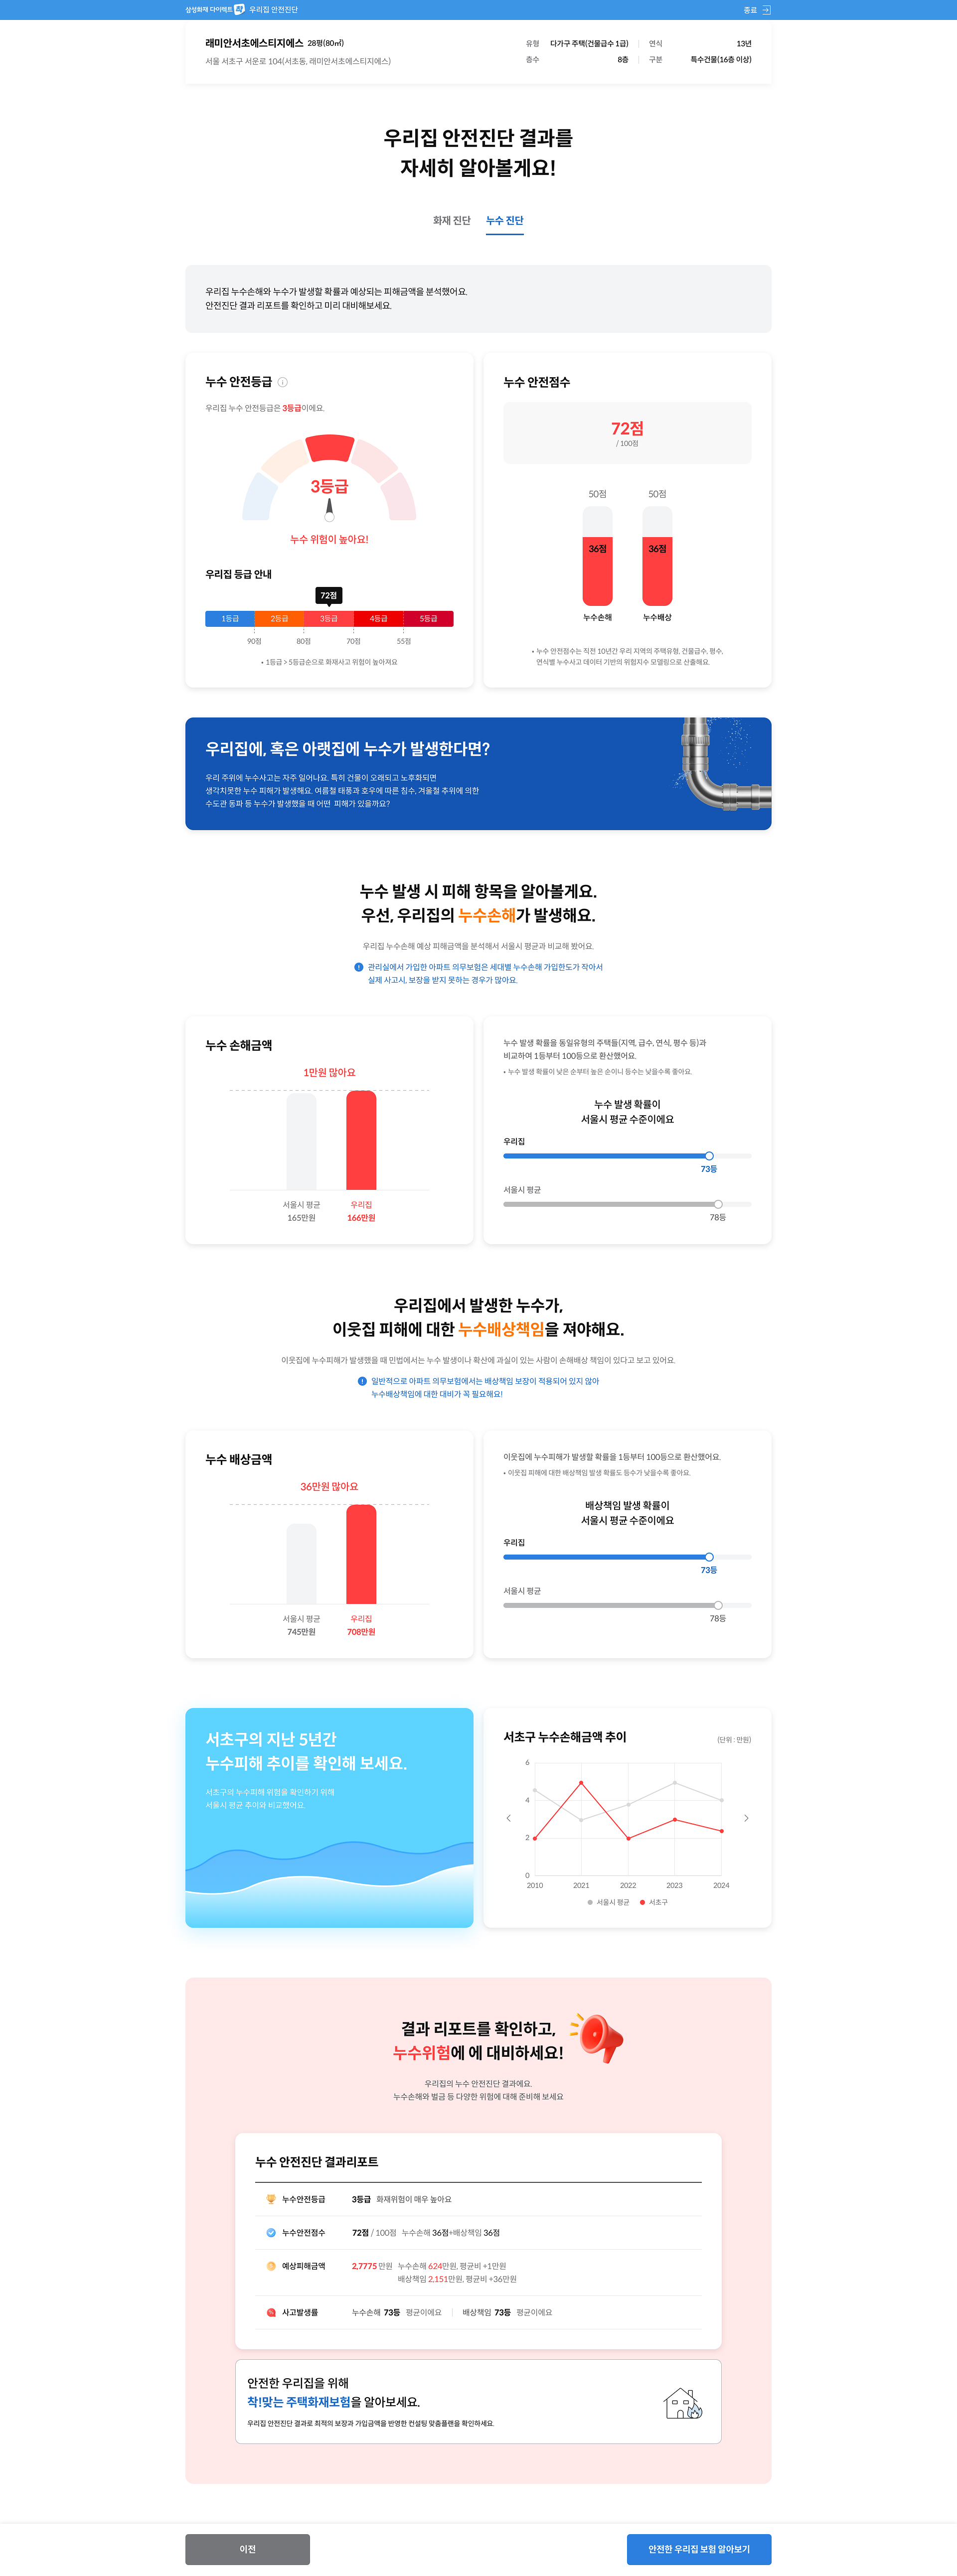 삼성화재 다이렉트 착 우리집 안전진단
종료
래미안서초에스티지에스 28평(80㎡)
서울 서초구 서운로 104(서초동, 래미안서초에스티지에스)
유형 다가구 주택(건물급수 1급) 연식 13년
층수 8층 구분 특수건물(16층 이상)
우리집 안전진단 결과를
자세히 알아볼게요!
화재 진단 누수 진단
우리집 누수손해와 누수가 발생할 확률과 예상되는 피해금액을 분석했어요.
안전진단 결과 리포트를 확인하고 미리 대비해보세요.
누수 안전등급
우리집 누수 안전등급은 3등급이에요.
3등급
누수 위험이 높아요!
우리집 등급 안내
72점
1등급 2등급 3등급 4등급 5등급
90점 80점 70점 55점
• 1등급 > 5등급순으로 화재사고 위험이 높아져요
누수 안전점수
72점
/ 100점
50점 50점
36점 36점
누수손해 누수배상
• 누수 안전점수는 직전 10년간 우리 지역의 주택유형, 건물급수, 평수,
연식별 누수사고 데이터 기반의 위험지수 모델링으로 산출해요.
우리집에, 혹은 아랫집에 누수가 발생한다면?
우리 주위에 누수사고는 자주 일어나요. 특히 건물이 오래되고 노후화되면
생각치못한 누수 피해가 발생해요. 여름철 태풍과 호우에 따른 침수, 겨울철 추위에 의한
수도관 동파 등 누수가 발생했을 때 어떤 피해가 있을까요?
누수 발생 시 피해 항목을 알아볼게요.
우선, 우리집의 누수손해가 발생해요.
우리집 누수손해 예상 피해금액을 분석해서 서울시 평균과 비교해 봤어요.
관리실에서 가입한 아파트 의무보험은 세대별 누수손해 가입한도가 작아서
실제 사고시, 보장을 받지 못하는 경우가 많아요.
누수 손해금액
1만원 많아요
서울시 평균 우리집
165만원 166만원
누수 발생 확률을 동일유형의 주택들(지역, 급수, 연식, 평수 등)과
비교하여 1등부터 100등으로 환산했어요.
• 누수 발생 확률이 낮은 순부터 높은 순이니 등수는 낮을수록 좋아요.
누수 발생 확률이
서울시 평균 수준이에요
우리집
73등
서울시 평균
78등
우리집에서 발생한 누수가,
이웃집 피해에 대한 누수배상책임을 져야해요.
이웃집에 누수피해가 발생했을 때 민법에서는 누수 발생이나 확산에 과실이 있는 사람이 손해배상 책임이 있다고 보고 있어요.
일반적으로 아파트 의무보험에서는 배상책임 보장이 적용되어 있지 않아
누수배상책임에 대한 대비가 꼭 필요해요!
누수 배상금액
36만원 많아요
서울시 평균 우리집
745만원 708만원
이웃집에 누수피해가 발생할 확률을 1등부터 100등으로 환산했어요.
• 이웃집 피해에 대한 배상책임 발생 확률도 등수가 낮을수록 좋아요.
배상책임 발생 확률이
서울시 평균 수준이에요
우리집
73등
서울시 평균
78등
서초구의 지난 5년간
누수피해 추이를 확인해 보세요.
서초구의 누수피해 위험을 확인하기 위해
서울시 평균 추이와 비교했어요.
서초구 누수손해금액 추이
(단위 : 만원)
6
4
2
0
2010 2021 2022 2023 2024
서울시 평균 서초구
결과 리포트를 확인하고,
누수위험에 에 대비하세요!
우리집의 누수 안전진단 결과에요.
누수손해와 벌금 등 다양한 위험에 대해 준비해 보세요
누수 안전진단 결과리포트
누수안전등급 3등급 화재위험이 매우 높아요
누수안전점수 72점 / 100점 누수손해 36점+배상책임 36점
예상피해금액 2,7775 만원 누수손해 624만원, 평균비 +1만원
배상책임 2,151만원, 평균비 +36만원
사고발생률 누수손해 73등 평균이에요 배상책임 73등 평균이에요
안전한 우리집을 위해
착!맞는 주택화재보험을 알아보세요.
우리집 안전진단 결과로 최적의 보장과 가입금액을 반영한 컨설팅 맞춤플랜을 확인하세요.
이전
안전한 우리집 보험 알아보기